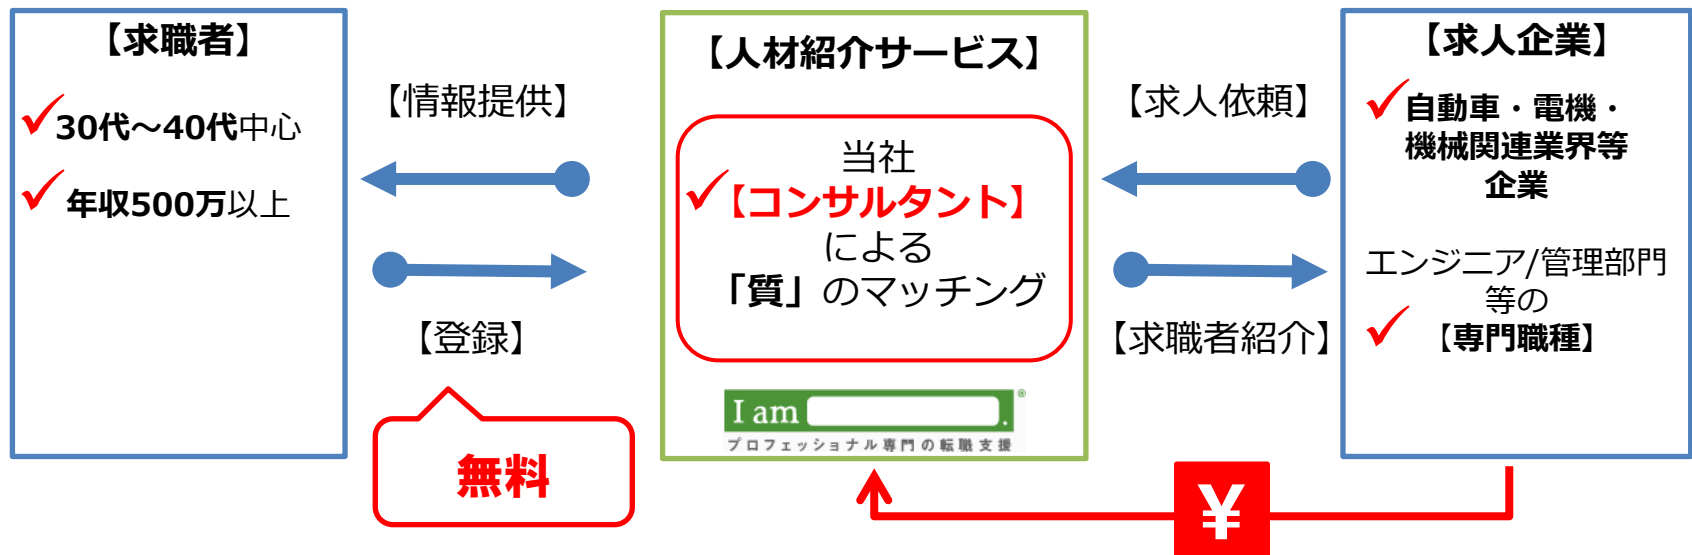 【求職者】
30代～40代中心
年収500万以上
【情報提供】
【登録】
無料
【人材紹介サービス】
当社
【コンサルタント】
による
「質」のマッチング
I am .®
プロフェッショナル専門の転職支援
【求人依頼】
【求職者紹介】
¥
【求人企業】
自動車・電機・
機械関連業界等
企業
エンジニア/管理部門
等の
【専門職種】